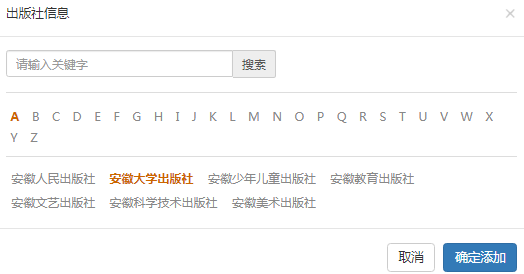 出版社信息 ×
请输入关键字 搜索
A B C D E F G H I J K L M N O P Q R S T U V W X
Y Z
安徽人民出版社 安徽大学出版社 安徽少年儿童出版社 安徽教育出版社
安徽文艺出版社 安徽科学技术出版社 安徽美术出版社
取消 确定添加